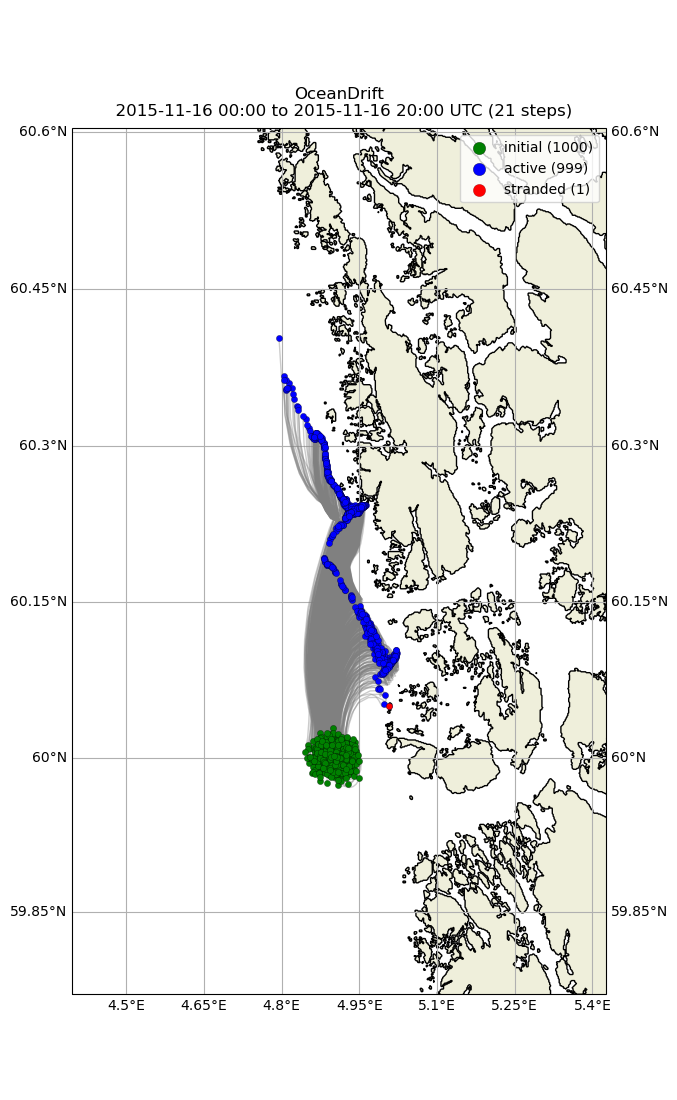 OceanDrift
2015-11-16 00:00 to 2015-11-16 20:00 UTC (21 steps)
60.6°N
60.6°N
initial (1000)
active (999)
stranded (1)
60.45°N
60.45°N
60.3°N
60.3°N
60.15°N
60.15°N
60°N
60°N
59.85°N
59.85°N
4.5°E
4.65°E
4.8°E
4.95°E
5.1°E
5.25°E
5.4°E